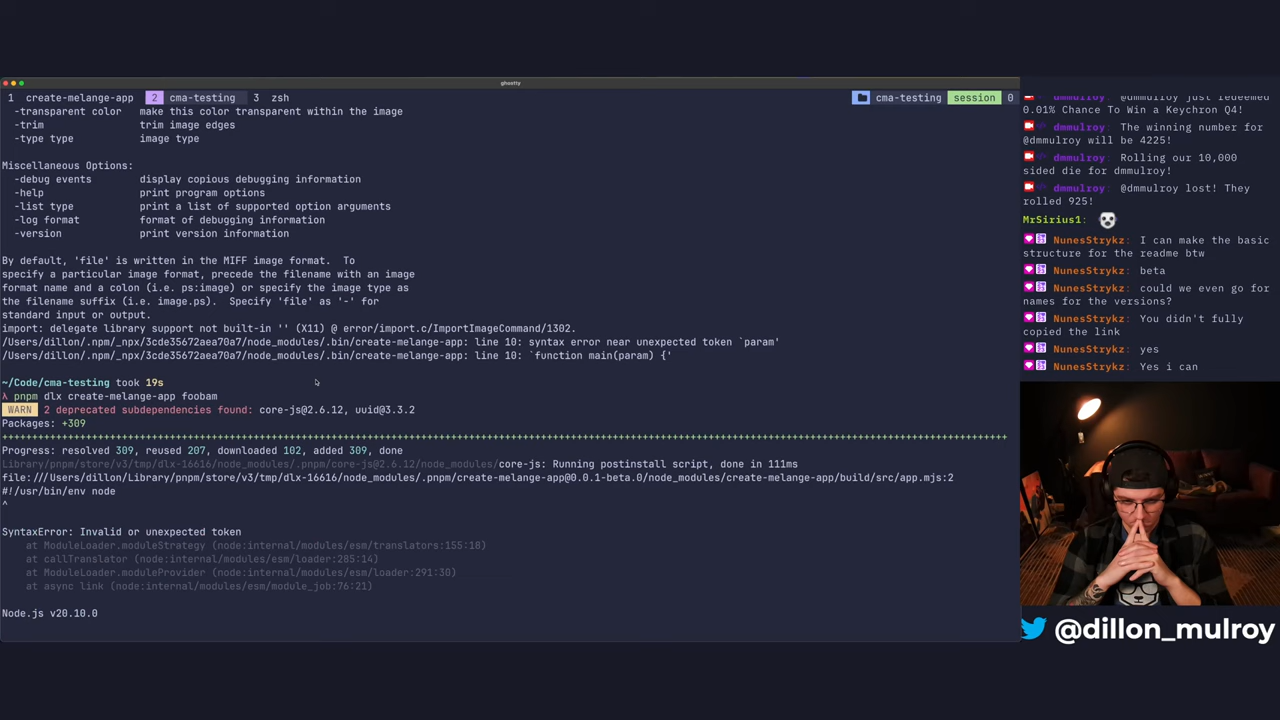 ghostty
1 create-melange-app 2 cma-testing 3 zsh
cma-testing session 0
-transparent color make this color transparent within the image
-trim trim image edges
-type type image type
Miscellaneous Options:
-debug events display copious debugging information
-help print program options
-list type print a list of supported option arguments
-log format format of debugging information
-version print version information
By default, 'file' is written in the MIFF image format. To
specify a particular image format, precede the filename with an image
format name and a colon (i.e. ps:image) or specify the image type as
the filename suffix (i.e. image.ps). Specify 'file' as '-' for
standard input or output.
import: delegate library support not built-in '' (X11) @ error/import.c/ImportImageCommand/1302.
/Users/dillon/.npm/_npx/3cde35672aea70a7/node_modules/.bin/create-melange-app: line 10: syntax error near unexpected token `param'
/Users/dillon/.npm/_npx/3cde35672aea70a7/node_modules/.bin/create-melange-app: line 10: `function main(param) {'
~/Code/cma-testing took 19s
λ pnpm dlx create-melange-app foobam
WARN 2 deprecated subdependencies found: core-js@2.6.12, uuid@3.3.2
Packages: +309
Progress: resolved 309, reused 207, downloaded 102, added 309, done
Library/pnpm/store/v3/tmp/dlx-16616/node_modules/.pnpm/core-js@2.6.12/node_modules/core-js: Running postinstall script, done in 111ms
file:///Users/dillon/Library/pnpm/store/v3/tmp/dlx-16616/node_modules/.pnpm/create-melange-app@0.0.1-beta.0/node_modules/create-melange-app/build/src/app.mjs:2
#!/usr/bin/env node
^
SyntaxError: Invalid or unexpected token
at ModuleLoader.moduleStrategy (node:internal/modules/esm/translators:155:18)
at callTranslator (node:internal/modules/esm/loader:285:14)
at ModuleLoader.moduleProvider (node:internal/modules/esm/loader:291:30)
at async link (node:internal/modules/esm/module_job:76:21)
Node.js v20.10.0
dmmulroy: @dmmulroy just redeemed
0.01% Chance To Win a Keychron Q4!
dmmulroy: The winning number for
@dmmulroy will be 4225!
dmmulroy: Rolling our 10,000
sided die for dmmulroy!
dmmulroy: @dmmulroy lost! They
rolled 925!
MrSirius1:
NunesStrykz: I can make the basic
structure for the readme btw
NunesStrykz: beta
NunesStrykz: could we even go for
names for the versions?
NunesStrykz: You didn't fully
copied the link
NunesStrykz: yes
NunesStrykz: Yes i can
@dillon_mulroy